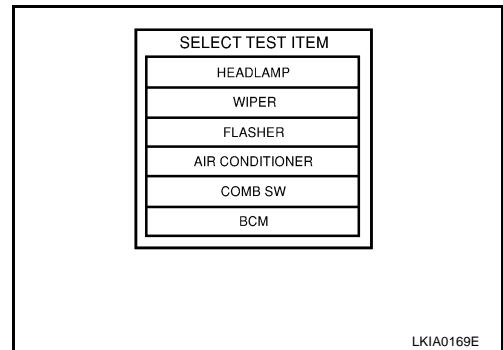 SELECT TEST ITEM
HEADLAMP
WIPER
FLASHER
AIR CONDITIONER
COMB SW
BCM
LKIA0169E